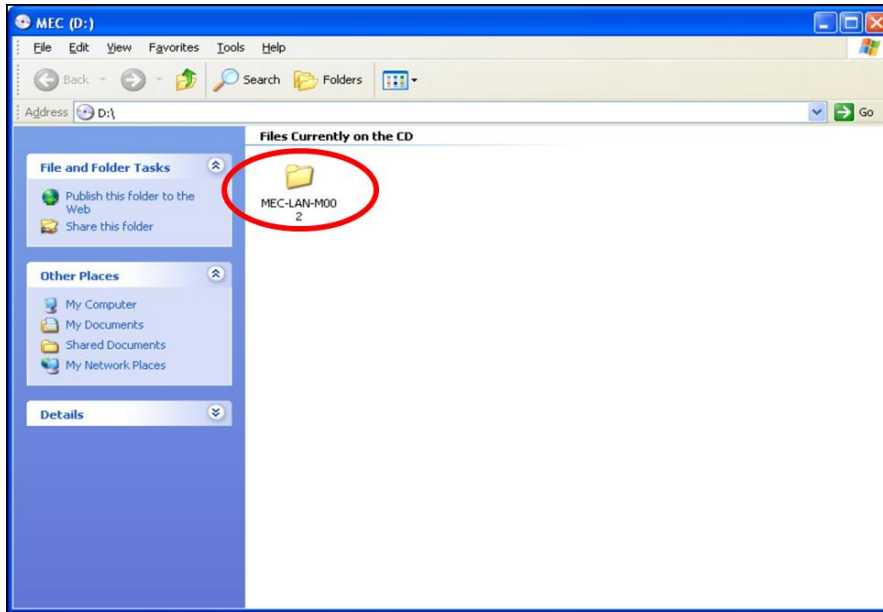 MEC (D:)
File Edit View Favorites Tools Help
Back Search Folders
Address D:\ Go
Files Currently on the CD
File and Folder Tasks
Publish this folder to the
Web
Share this folder
MEC-LAN-M00
2
Other Places
My Computer
My Documents
Shared Documents
My Network Places
Details